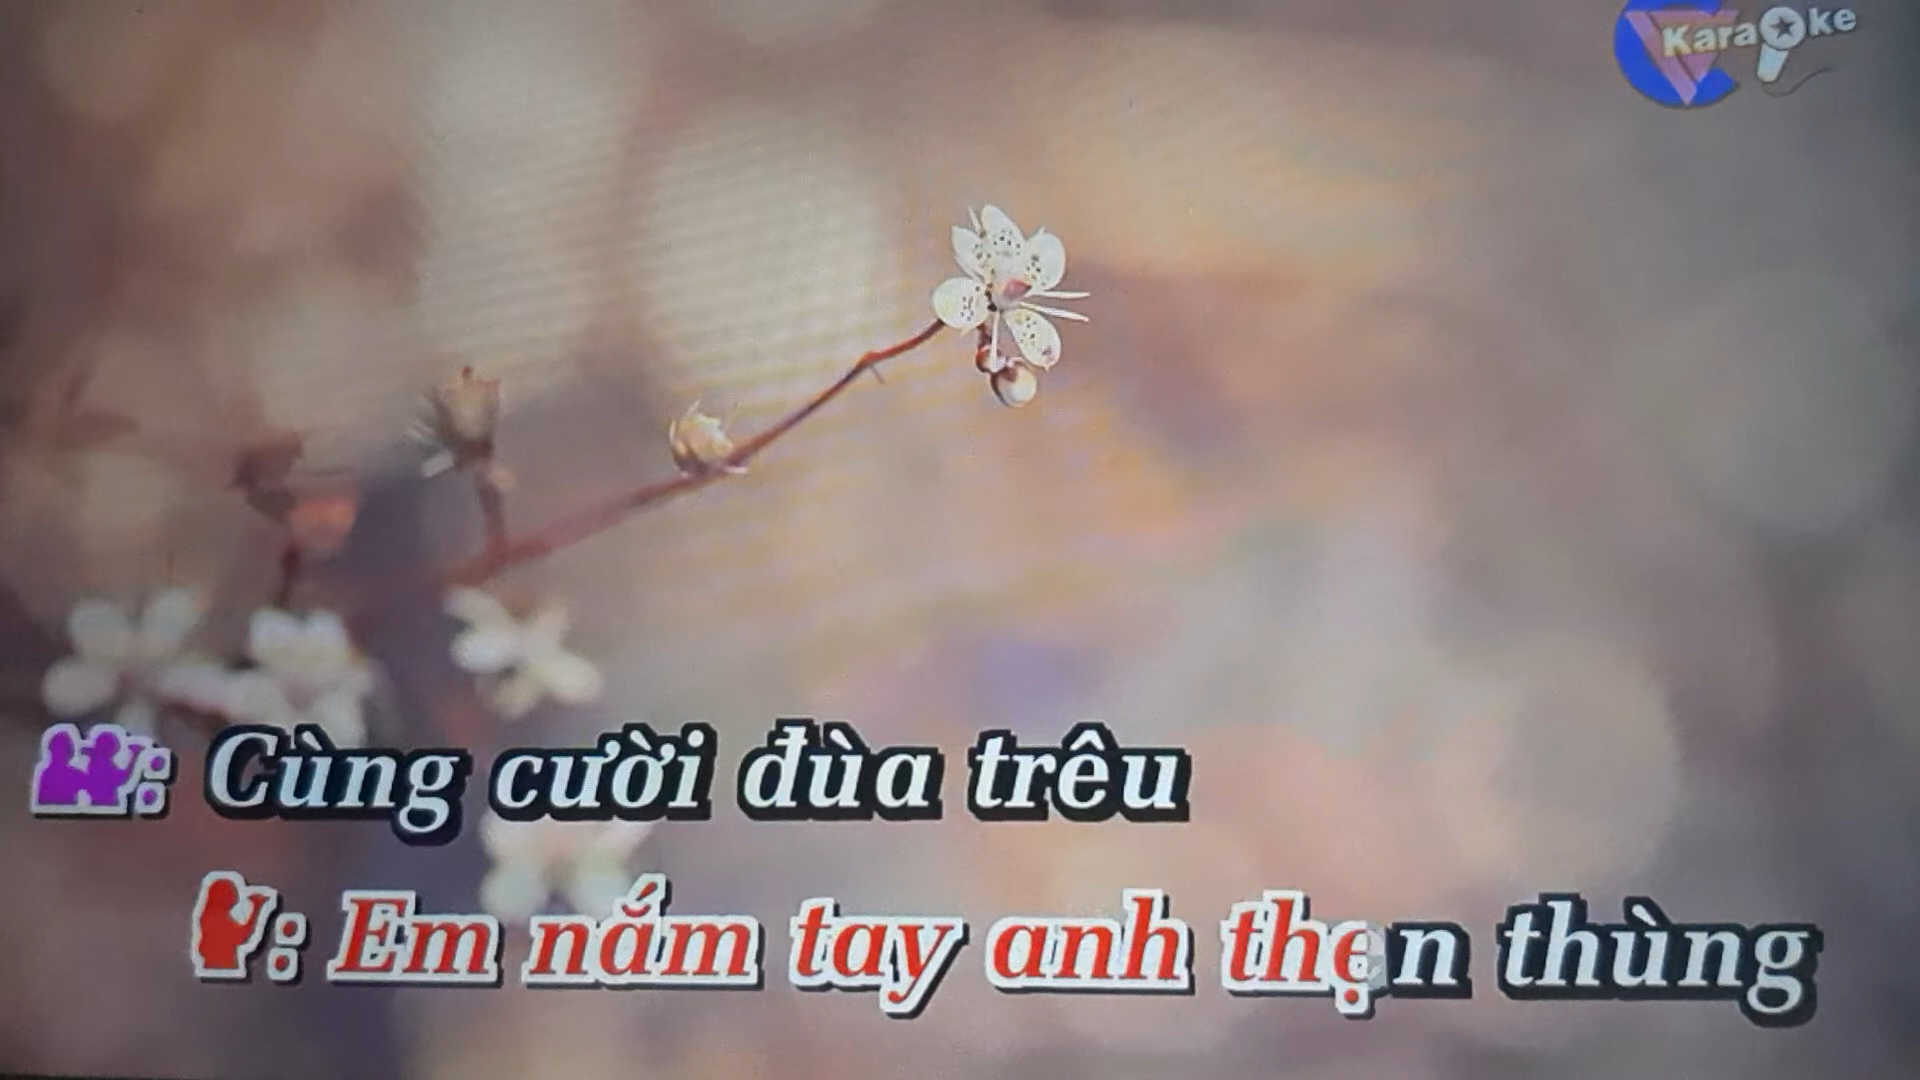 Karaoke
: Cùng cười đùa trêu
: Em nắm tay anh thẹn thùng